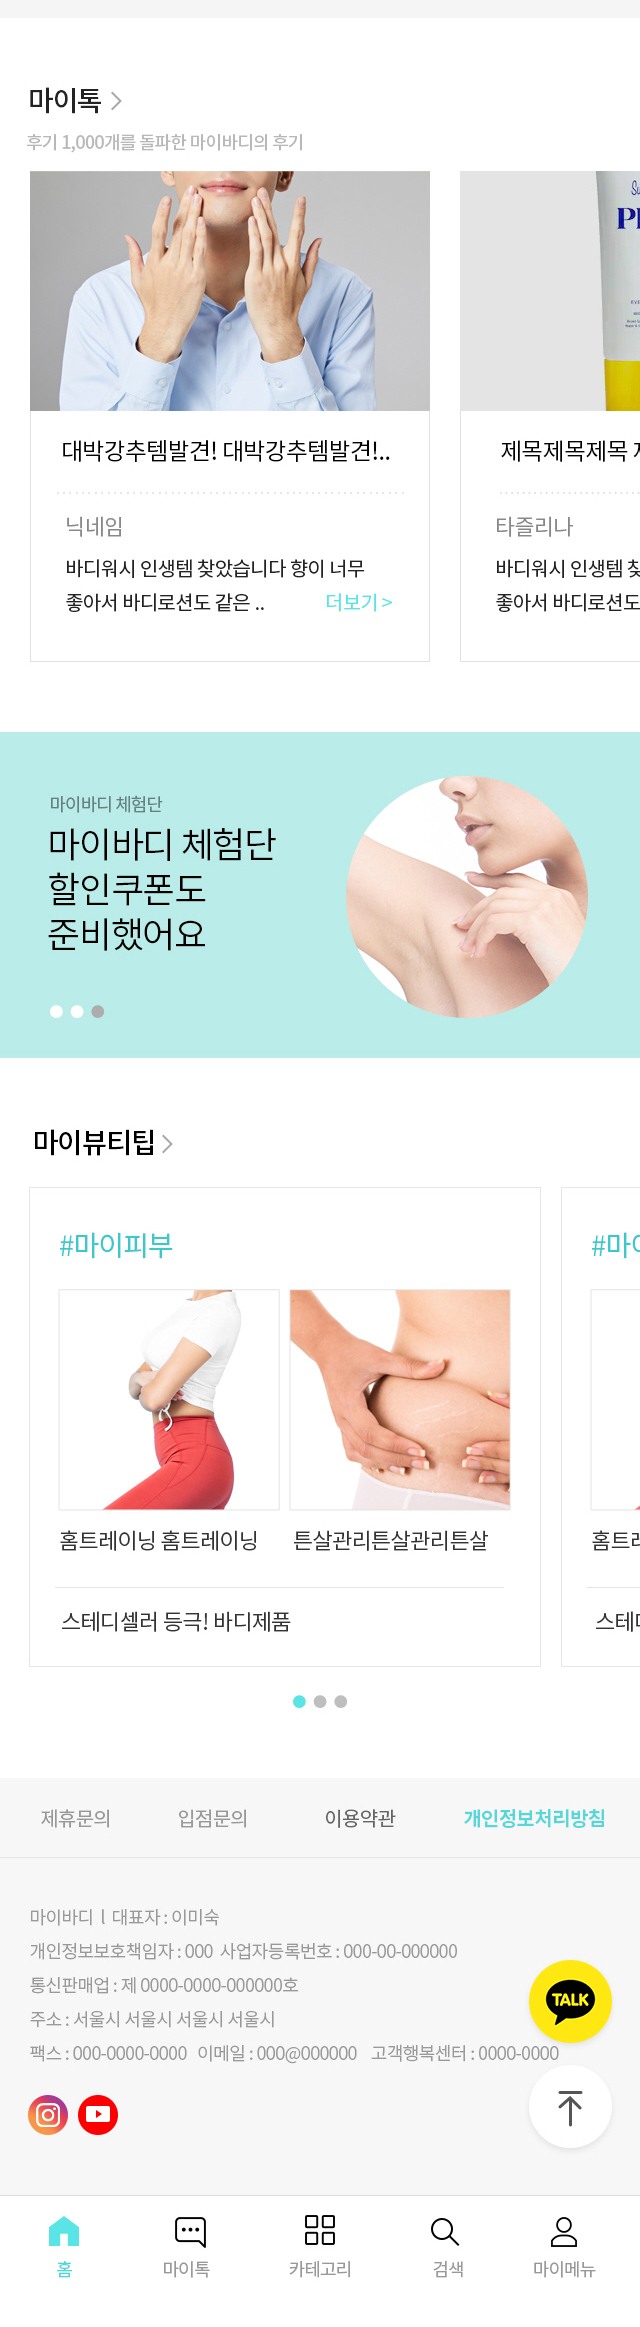 마이톡 >
후기 1,000개를 돌파한 마이바디의 후기
대박강추템발견! 대박강추템발견!..
닉네임
바디워시 인생템 찾았습니다 향이 너무
좋아서 바디로션도 같은 ..
더보기 >
제목제목제목
타즐리나
바디워시 인생템 찾
좋아서 바디로션도
마이바디 체험단
마이바디 체험단
할인쿠폰도
준비했어요
마이뷰티팁 >
#마이피부
홈트레이닝 홈트레이닝
튼살관리튼살관리튼살
스테디셀러 등극! 바디제품
#마이
홈트레
스테디
제휴문의
입점문의
이용약관
개인정보처리방침
마이바디 l 대표자 : 이미숙
개인정보보호책임자 : 000 사업자등록번호 : 000-00-000000
통신판매업 : 제 0000-0000-000000호
주소 : 서울시 서울시 서울시 서울시
팩스 : 000-0000-0000 이메일 : 000@000000 고객행복센터 : 0000-0000
TALK
홈
마이톡
카테고리
검색
마이메뉴